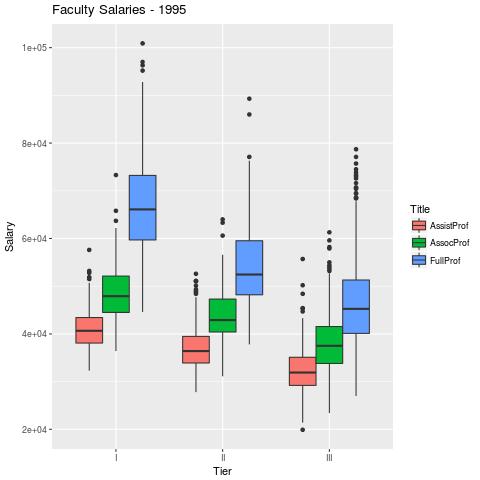 Faculty Salaries - 1995
1e+05
8e+04
6e+04
4e+04
2e+04
Salary
I
II
III
Tier
Title
AssistProf
AssocProf
FullProf